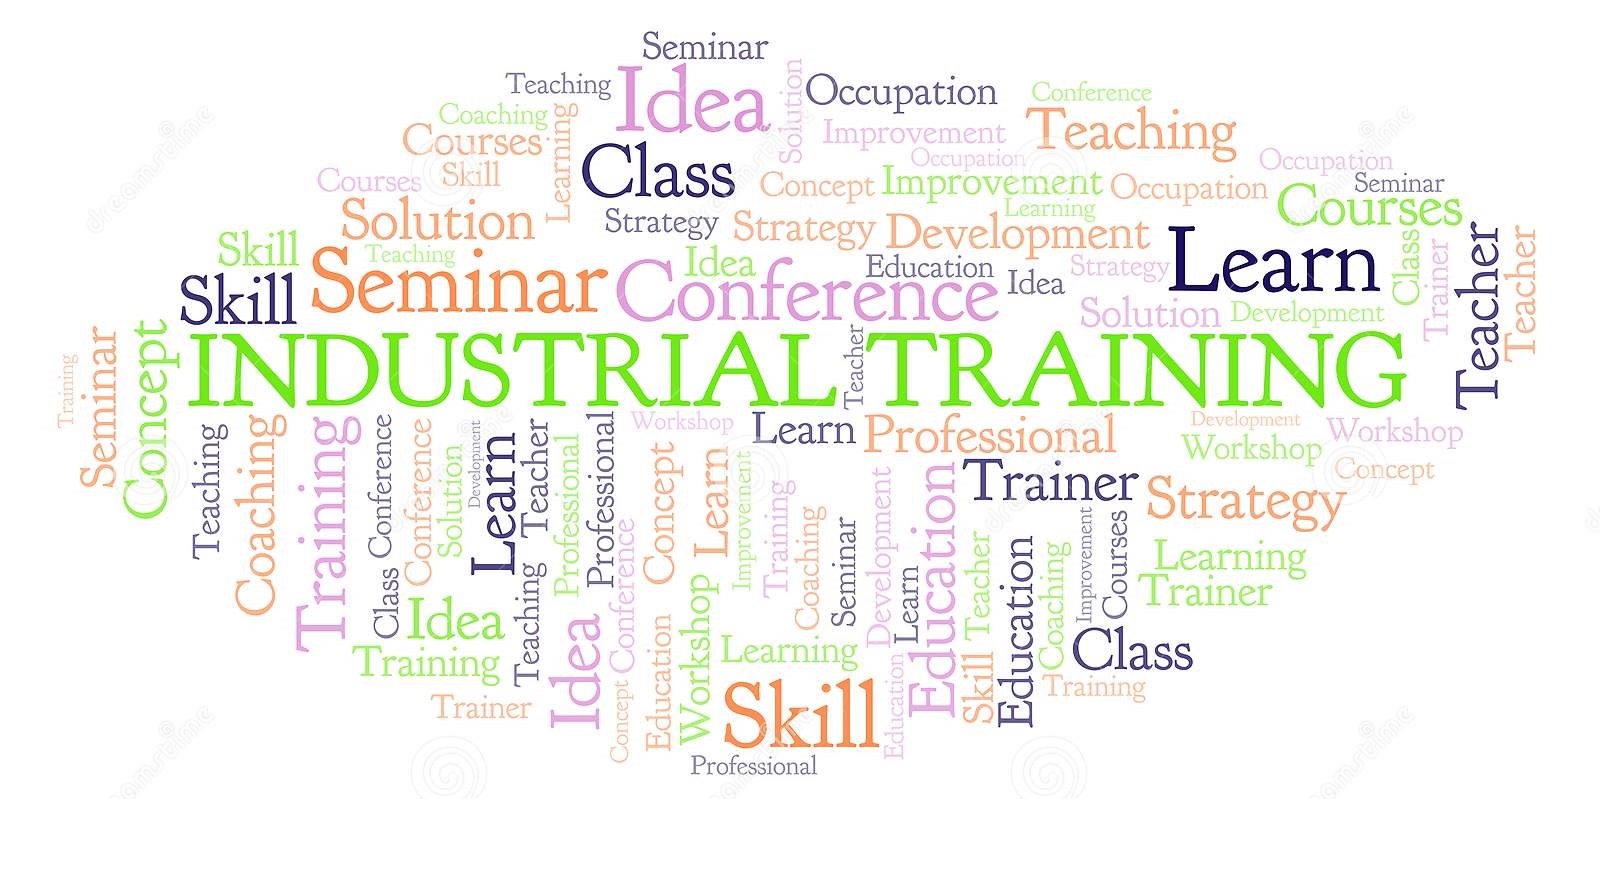 Seminar
Teaching
Idea
Solution
Occupation
Conference
Coaching
Courses
Learning
Improvement
Teaching
Class
Occupation
Occupation
Courses
Skill
Concept
Improvement
Occupation
Seminar
Solution
Strategy
Strategy
Learning
Development
Courses
Skill
Teaching
Idea
Education
Strategy
Learn
Class
Trainer
Teacher
Teacher
Skill
Seminar
Conference
Idea
Solution
Development
INDUSTRIAL TRAINING
Teacher
Training
Seminar
Concept
Teaching
Coaching
Training
Conference
Conference
Solution
Development
Learn
Teacher
Professional
Professional
Workshop
Learn
Professional
Development
Workshop
Workshop
Concept
Concept
Learn
Improvement
Training
Coaching
Seminar
Development
Learn
Education
Trainer
Strategy
Class
Idea
Teaching
Idea
Conference
Workshop
Learning
Teacher
Education
Coaching
Improvement
Courses
Learning
Trainer
Class
Training
Trainer
Concept
Education
Skill
Education
Skill
Training
Professional
dreamstime
dreamstime
dreamstime
dreamstime